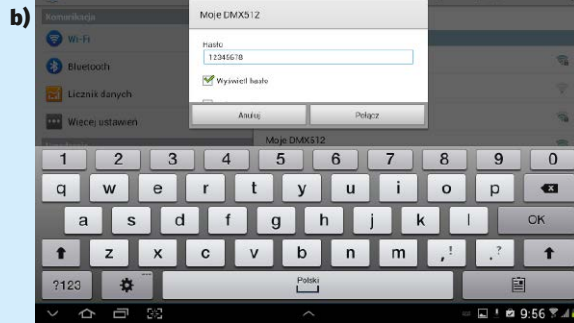 b)
Moje DMX512
Komunikacja
Wi-Fi
Hasło
12345678
Bluetooth
Wyświetl hasło
Licznik danych
Anuluj Połącz
Więcej ustawień
Moje DMX512
1 2 3 4 5 6 7 8 9 0
q w e r t y u i o p
a s d f g h j k l OK
z x c v b n m ,! .?
?123 Polski
9:56